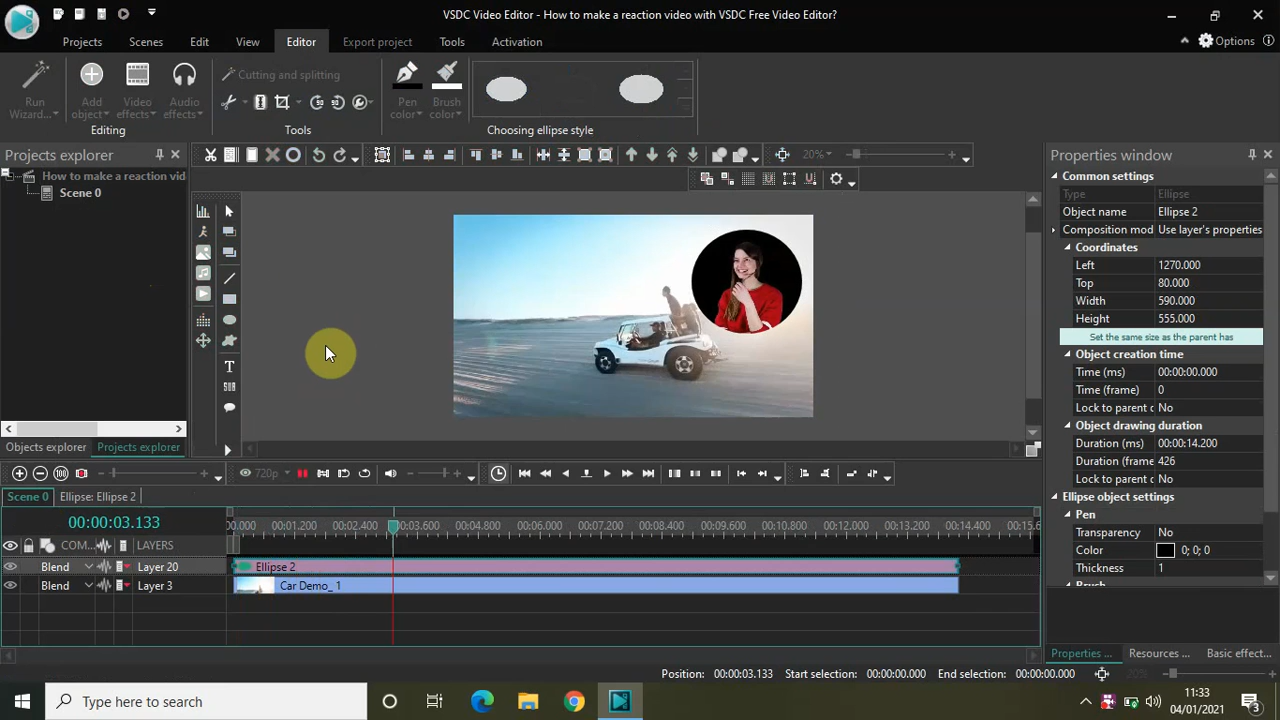 VSDC Video Editor - How to make a reaction video with VSDC Free Video Editor?
Projects Scenes Edit View Editor Export project Tools Activation Options
Run Wizard... Add object Video effects Audio effects Cutting and splitting Pen color Brush color
Editing Tools Choosing ellipse style
Projects explorer
20%
Properties window
How to make a reaction vid
Scene 0
Common settings
Type Ellipse
Object name Ellipse 2
Composition mod Use layer's properties
Coordinates
Left 1270.000
Top 80.000
Width 590.000
Height 555.000
Set the same size as the parent has
Object creation time
Time (ms) 00:00:00.000
Time (frame) 0
Lock to parent d No
Object drawing duration
Duration (ms) 00:00:14.200
Duration (frame 426
Lock to parent d No
Ellipse object settings
Pen
Transparency No
Color 0; 0; 0
Thickness 1
Brush
Objects explorer Projects explorer
720p
Scene 0 Ellipse: Ellipse 2
00:00:03.133 0.000 00:01.200 00:02.400 00:03.600 00:04.800 00:06.000 00:07.200 00:08.400 00:09.600 00:10.800 00:12.000 00:13.200 00:14.400 00:15.6
COM... LAYERS
Blend Layer 20 Ellipse 2
Blend Layer 3 Car Demo_ 1
Properties ... Resources ... Basic effect...
Position: 00:00:03.133 Start selection: 00:00:00.000 End selection: 00:00:00.000 20%
Type here to search
11:33
04/01/2021
3